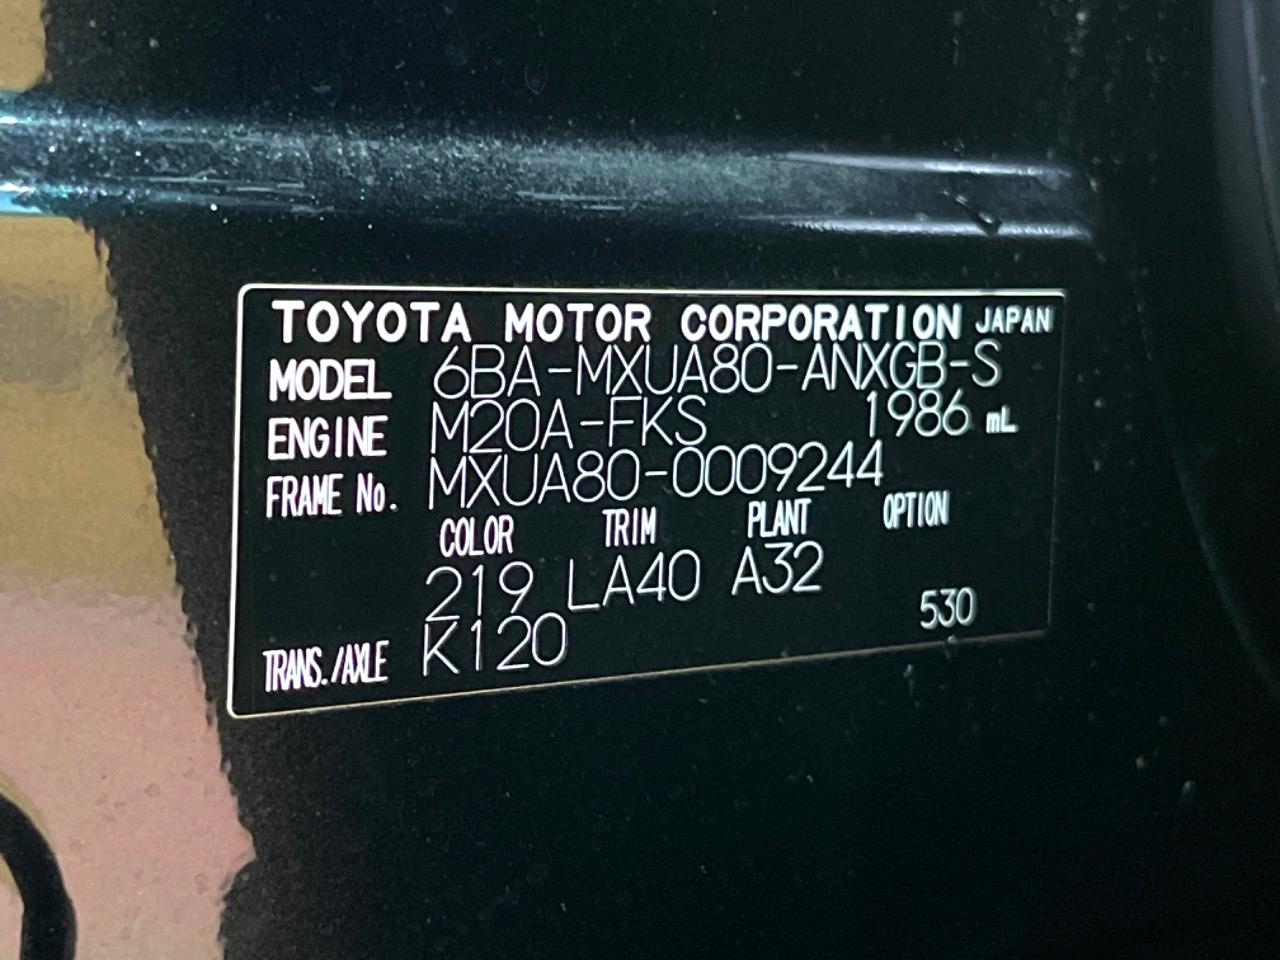 TOYOTA MOTOR CORPORATION JAPAN
MODEL 6BA-MXUA80-ANXGB-S
ENGINE M20A-FKS 1986 mL
FRAME No. MXUA80-0009244
COLOR TRIM PLANT OPTION
219 LA40 A32
530
TRANS./AXLE K120